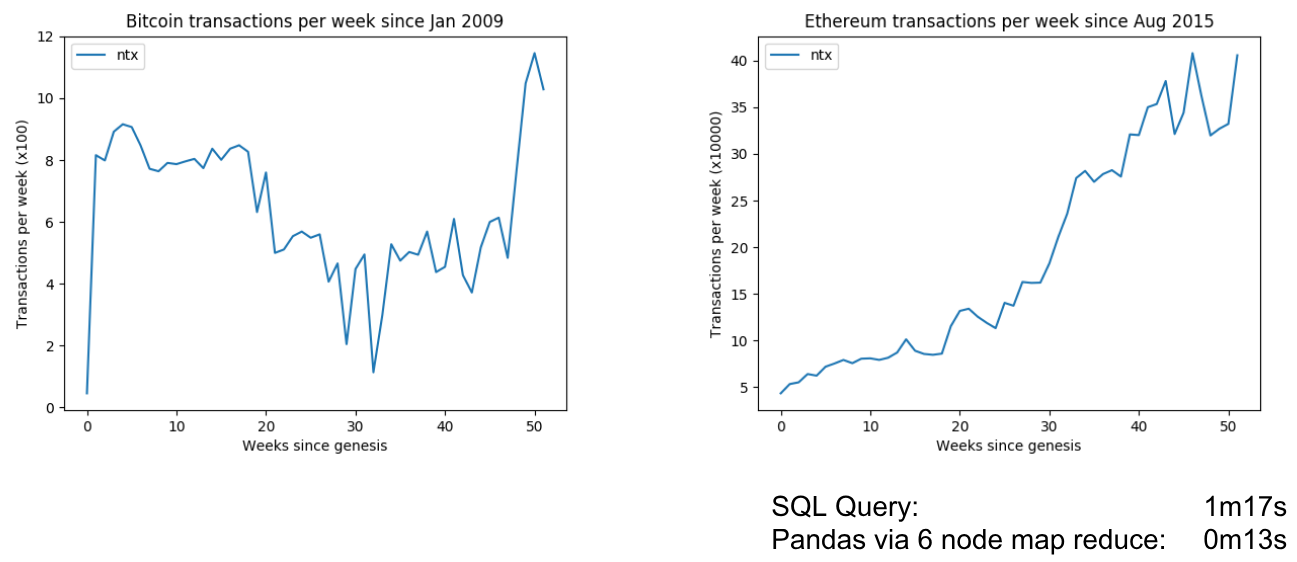 Bitcoin transactions per week since Jan 2009
12
10
8
6
4
2
0
ntx
Transactions per week (x100)
0 10 20 30 40 50
Weeks since genesis
Ethereum transactions per week since Aug 2015
40
35
30
25
20
15
10
5
ntx
Transactions per week (x10000)
0 10 20 30 40 50
Weeks since genesis
SQL Query: 1m17s
Pandas via 6 node map reduce: 0m13s